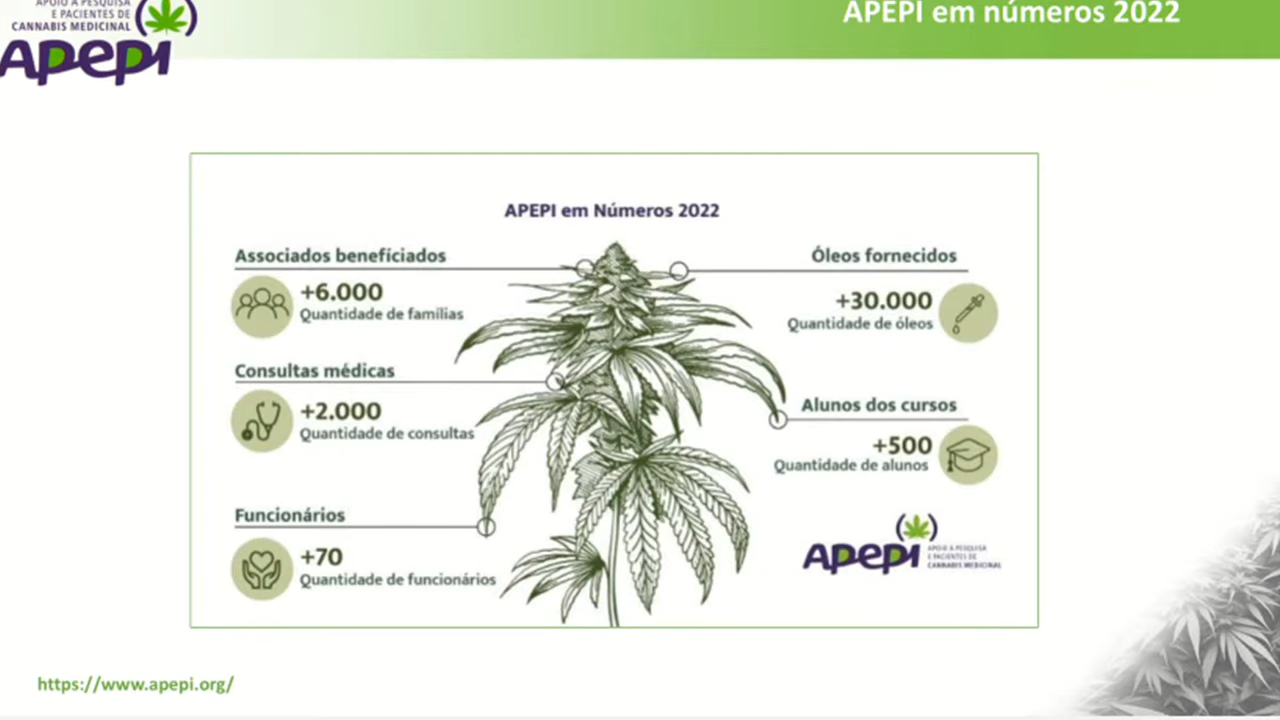 APOIO À PESQUISA
E PACIENTES DE
CANNABIS MEDICINAL
APEPI
APEPI em números 2022
APEPI em Números 2022
Associados benefíciados
+6.000
Quantidade de famílias
Consultas médicas
+2.000
Quantidade de consultas
Funcionários
+70
Quantidade de funcionários
Óleos fornecidos
+30.000
Quantidade de óleos
Alunos dos cursos
+500
Quantidade de alunos
APEPI
APOIO À PESQUISA
E PACIENTES DE
CANNABIS MEDICINAL
https://www.apepi.org/